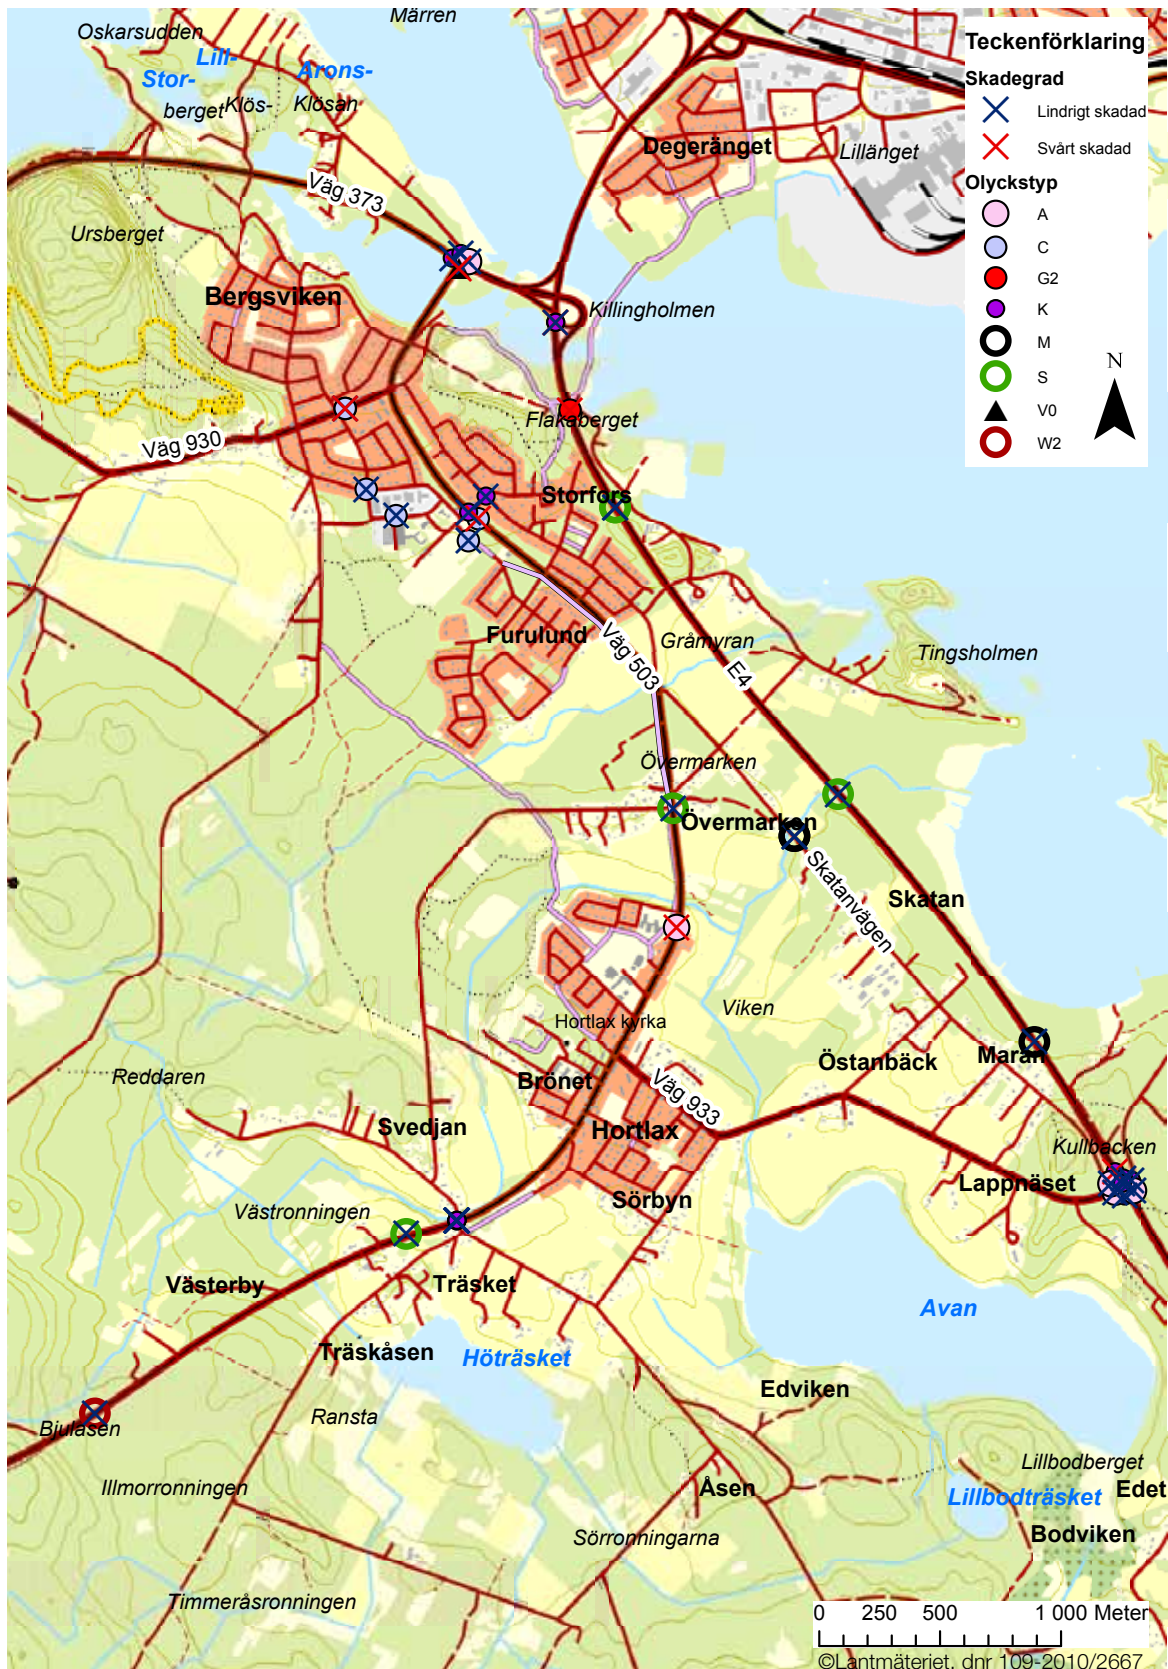 Märren
Oskarsudden
Lill-
Stor-
Arons-
berget
Klös-
Klösan
Teckenförklaring
Skadegrad
Lindrigt skadad
Svårt skadad
Olyckstyp
A
C
G2
K
M
S
V0
W2
N
Degeränget
Lillänget
Väg 373
Ursberget
Bergsviken
Killingholmen
Flakaberget
Väg 930
Storfors
Furulund
Väg 503
Gråmyran
E4
Tingsholmen
Övermarken
Övermarken
Skatanvägen
Skatan
Viken
Hortlax kyrka
Östanbäck
Maran
Reddaren
Brönet
Väg 933
Svedjan
Hortlax
Kullbacken
Lappnäset
Sörbyn
Västronningen
Västerby
Träsket
Avan
Träskåsen
Höträsket
Edviken
Ransta
Bjulåsen
Illmorronningen
Åsen
Lillbodberget
Edet
Lillbodträsket
Bodviken
Sörronningarna
Timmeråsronningen
0 250 500 1 000 Meter
©Lantmäteriet, dnr 109-2010/2667